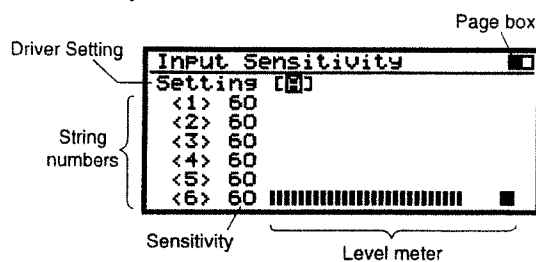 Page box
Driver Setting
Input Sensitivity
Setting [A]
<1> 60
<2> 60
<3> 60
<4> 60
<5> 60
<6> 60
String
numbers
Sensitivity
Level meter